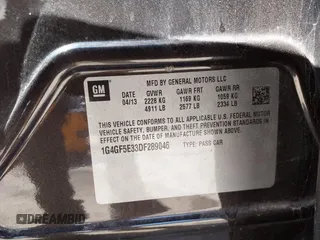 GM
MFD BY GENERAL MOTORS LLC
DATE GVWR GAWR FRT GAWR RR
04/13 2228 KG 1169 KG 1059 KG
4911 LB 2577 LB 2334 LB
THIS VEHICLE CONFORMS TO ALL APPLICABLE U.S. FEDERAL MOTOR VEHICLE
SAFETY, BUMPER, AND THEFT PREVENTION STANDARDS IN
EFFECT ON THE DATE OF MANUFACTURE SHOWN ABOVE.
1G4GF5E33DF289046 TYPE: PASS CAR
DREAMBID